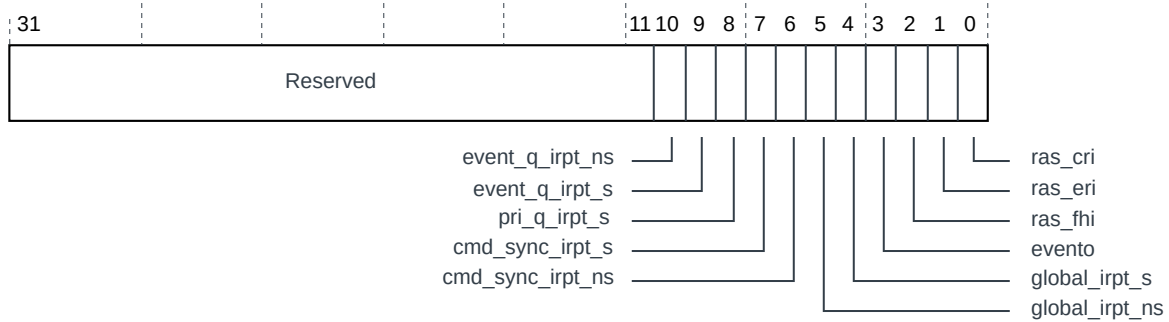 31 11 10 9 8 7 6 5 4 3 2 1 0
Reserved
event_q_irpt_ns ras_cri
event_q_irpt_s ras_eri
pri_q_irpt_s ras_fhi
cmd_sync_irpt_s evento
cmd_sync_irpt_ns global_irpt_s
global_irpt_ns